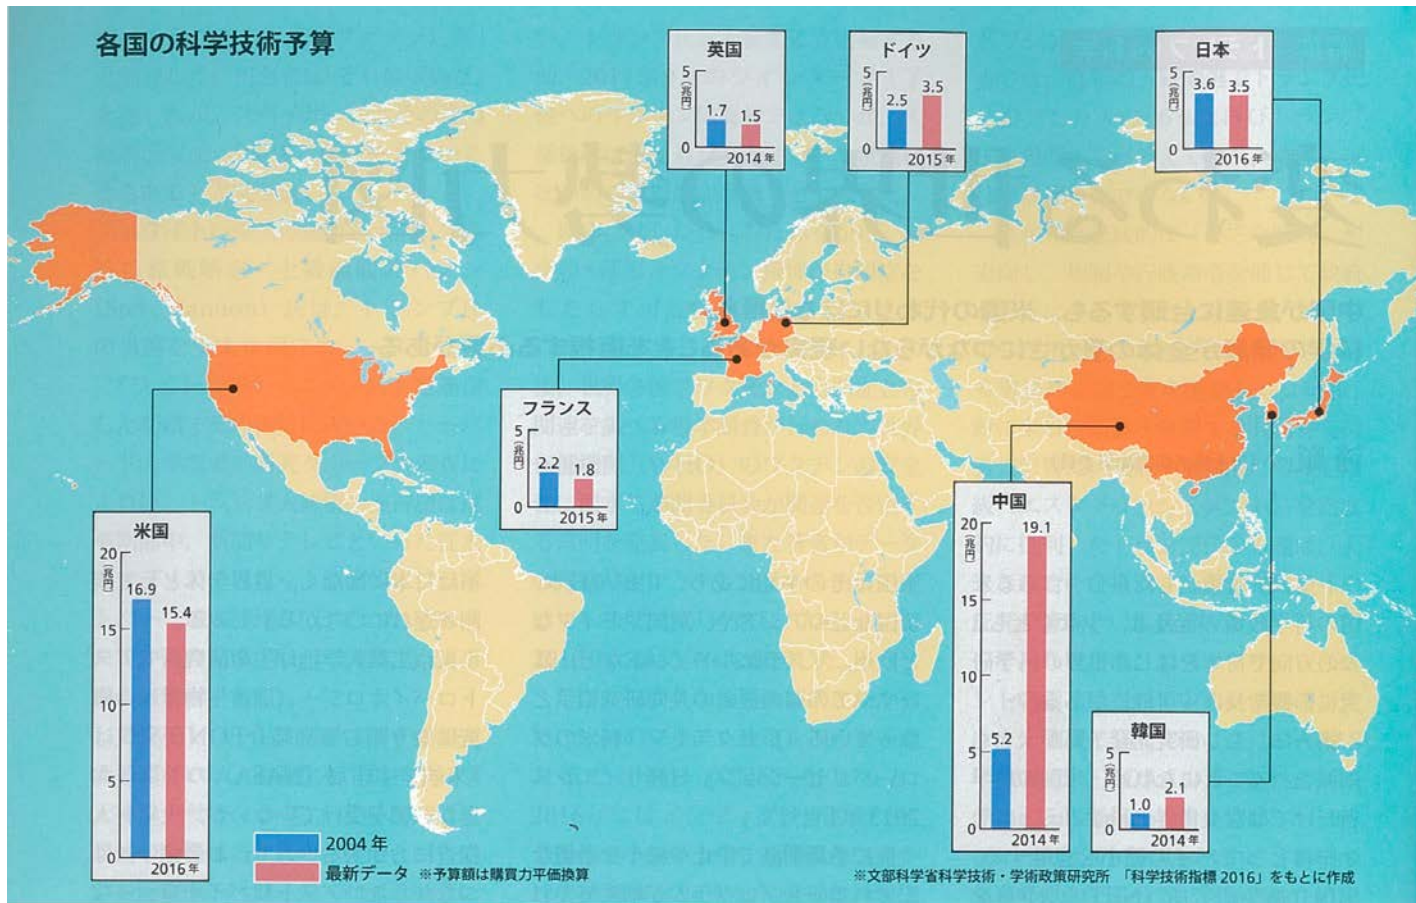 各国の科学技術予算
英国
5
(兆円)
1.7
1.5
0
2014年
ドイツ
5
(兆円)
2.5
3.5
0
2015年
日本
5
(兆円)
3.6
3.5
0
2016年
フランス
5
(兆円)
2.2
1.8
0
2015年
米国
20
(兆円)
16.9
15.4
15
10
5
0
2016年
中国
20
(兆円)
19.1
15
10
5.2
5
0
2014年
韓国
5
(兆円)
1.0
2.1
0
2014年
2004年
最新データ ※予算額は購買力平価換算
※文部科学省科学技術・学術政策研究所 「科学技術指標2016」をもとに作成